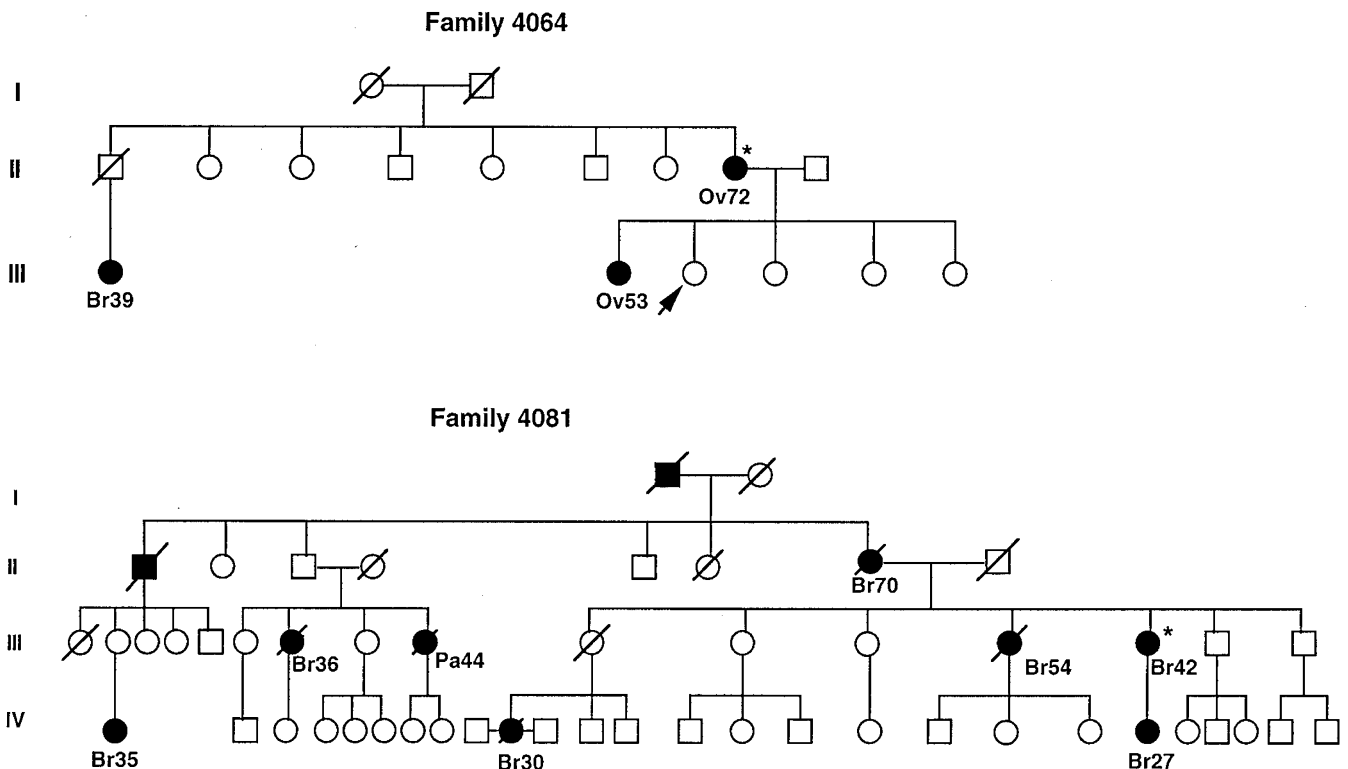 Family 4064
I
II
*
Ov72
III
Br39
Ov53
Family 4081
I
II
Br70
III
*
Br36
Pa44
Br54
Br42
IV
Br35
Br30
Br27